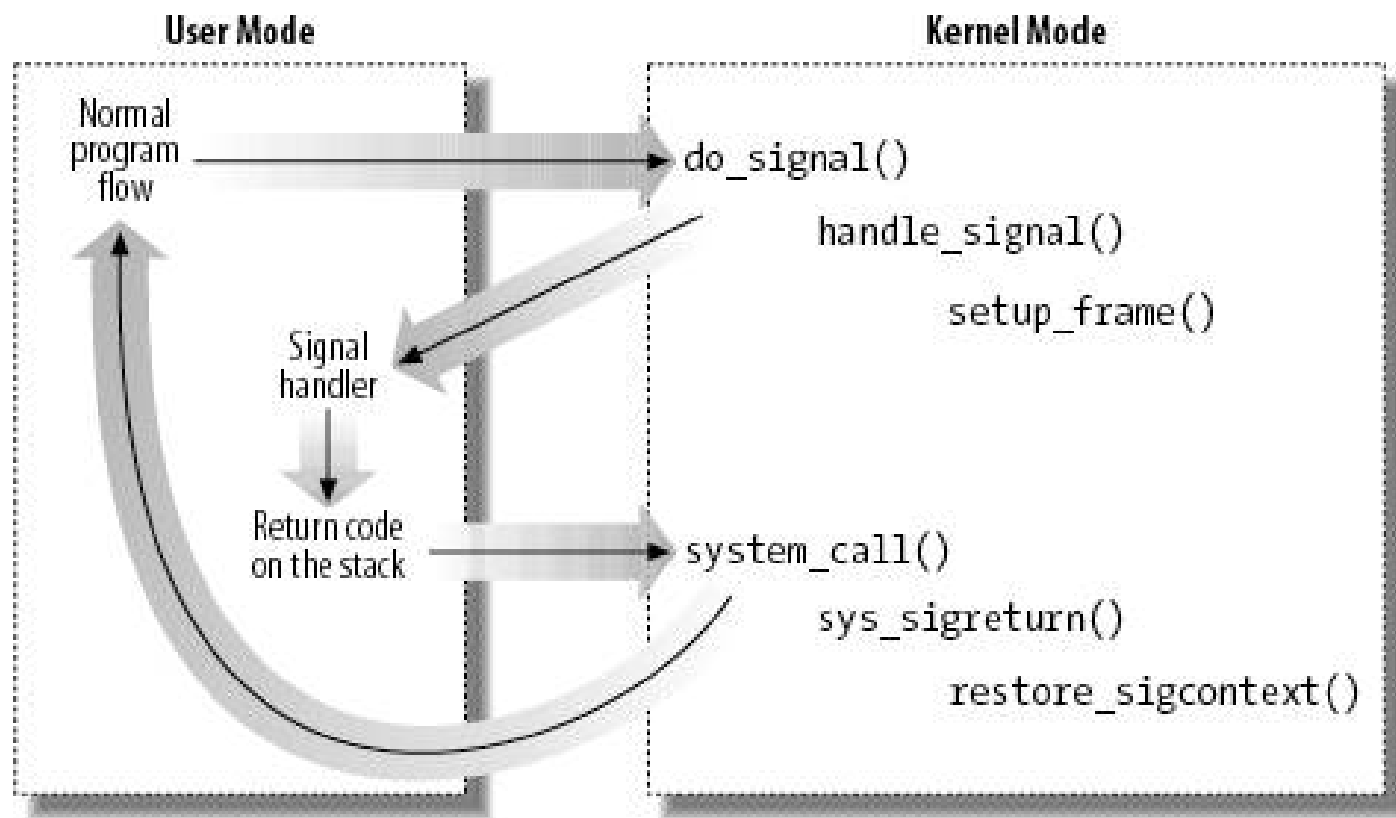 User Mode
Kernel Mode
Normal
program
flow
do_signal()
handle_signal()
setup_frame()
Signal
handler
Return code
on the stack
system_call()
sys_sigreturn()
restore_sigcontext()